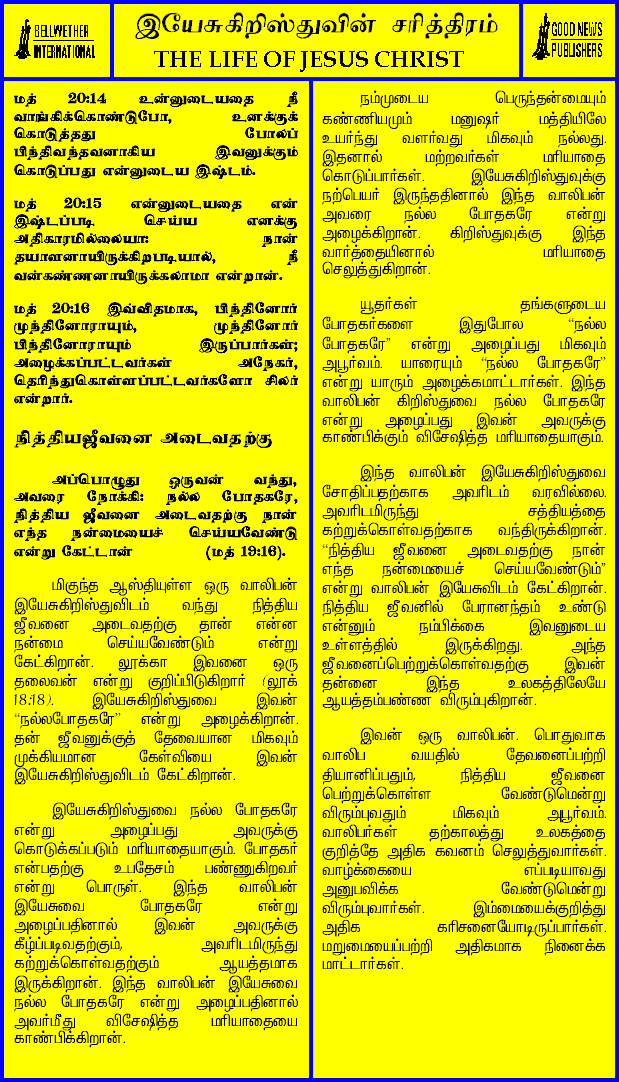 BELLWETHER
INTERNATIONAL
இயேசுகிறிஸ்துவின் சரித்திரம்
THE LIFE OF JESUS CHRIST
GOOD NEWS
PUBLISHERS
மத் 20:14 உன்னுடையதை நீ
வாங்கிக்கொண்டுபோ, உனக்குக்
கொடுத்தது போலப்
பிந்திவந்தவனாகிய இவனுக்கும்
கொடுப்பது என்னுடைய இஷ்டம்.
மத் 20:15 என்னுடையதை என்
இஷ்டப்படி செய்ய எனக்கு
அதிகாரமில்லையா: நான்
தயாளனாயிருக்கிறபடியால், நீ
வன்கண்ணனாயிருக்கலாமா என்றான்.
மத் 20:16 இவ்விதமாக, பிந்தினோர்
முந்தினோராயும், முந்தினோர்
பிந்தினோராயும் இருப்பார்கள்;
அழைக்கப்பட்டவர்கள் அநேகர்,
தெரிந்துகொள்ளப்பட்டவர்களோ சிலர்
என்றார்.
நித்தியஜீவனை அடைவதற்கு
அப்பொழுது ஒருவன் வந்து,
அவரை நோக்கி: நல்ல போதகரே,
நித்திய ஜீவனை அடைவதற்கு நான்
எந்த நன்மையைச் செய்யவேண்டு
என்று கேட்டான் (மத் 19:16).
மிகுந்த ஆஸ்தியுள்ள ஒரு வாலிபன்
இயேசுகிறிஸ்துவிடம் வந்து நித்திய
ஜீவனை அடைவதற்கு தான் என்ன
நன்மை செய்யவேண்டும் என்று
கேட்கிறான். லூக்கா இவனை ஒரு
தலைவன் என்று குறிப்பிடுகிறார் (லூக்
18:18). இயேசுகிறிஸ்துவை இவன்
“நல்லபோதகரே” என்று அழைக்கிறான்.
தன் ஜீவனுக்குத் தேவையான மிகவும்
முக்கியமான கேள்வியை இவன்
இயேசுகிறிஸ்துவிடம் கேட்கிறான்.
இயேசுகிறிஸ்துவை நல்ல போதகரே
என்று அழைப்பது அவருக்கு
கொடுக்கப்படும் மரியாதையாகும். போதகர்
என்பதற்கு உபதேசம் பண்ணுகிறவர்
என்று பொருள். இந்த வாலிபன்
இயேசுவை போதகரே என்று
அழைப்பதினால் இவன் அவருக்கு
கீழ்ப்படிவதற்கும், அவரிடமிருந்து
கற்றுக்கொள்வதற்கும் ஆயத்தமாக
இருக்கிறான். இந்த வாலிபன் இயேசுவை
நல்ல போதகரே என்று அழைப்பதினால்
அவர்மீது விசேஷித்த மரியாதையை
காண்பிக்கிறான்.
நம்முடைய பெருந்தன்மையும்
கண்ணியமும் மனுஷர் மத்தியிலே
உயர்ந்து வளர்வது மிகவும் நல்லது.
இதனால் மற்றவர்கள் மரியாதை
கொடுப்பார்கள். இயேசுகிறிஸ்துவுக்கு
நற்பெயர் இருந்ததினால் இந்த வாலிபன்
அவரை நல்ல போதகரே என்று
அழைக்கிறான். கிறிஸ்துவுக்கு இந்த
வார்த்தையினால் மரியாதை
செலுத்துகிறான்.
யூதர்கள் தங்களுடைய
போதகர்களை இதுபோல “நல்ல
போதகரே” என்று அழைப்பது மிகவும்
அபூர்வம். யாரையும் “நல்ல போதகரே”
என்று யாரும் அழைக்கமாட்டார்கள். இந்த
வாலிபன் கிறிஸ்துவை நல்ல போதகரே
என்று அழைப்பது இவன் அவருக்கு
காண்பிக்கும் விசேஷித்த மரியாதையாகும்.
இந்த வாலிபன் இயேசுகிறிஸ்துவை
சோதிப்பதற்காக அவரிடம் வரவில்லை.
அவரிடமிருந்து சத்தியத்தை
கற்றுக்கொள்வதற்காக வந்திருக்கிறான்.
“நித்திய ஜீவனை அடைவதற்கு நான்
எந்த நன்மையைச் செய்யவேண்டும்”
என்று வாலிபன் இயேசுவிடம் கேட்கிறான்.
நித்திய ஜீவனில் பேரானந்தம் உண்டு
என்னும் நம்பிக்கை இவனுடைய
உள்ளத்தில் இருக்கிறது. அந்த
ஜீவனைப்பெற்றுக்கொள்வதற்கு இவன்
தன்னை இந்த உலகத்திலேயே
ஆயத்தம்பண்ண விரும்புகிறான்.
இவன் ஒரு வாலிபன். பொதுவாக
வாலிப வயதில் தேவனைப்பற்றி
தியானிப்பதும், நித்திய ஜீவனை
பெற்றுக்கொள்ள வேண்டுமென்று
விரும்புவதும் மிகவும் அபூர்வம்.
வாலிபர்கள் தற்காலத்து உலகத்தை
குறித்தே அதிக கவனம் செலுத்துவார்கள்.
வாழ்க்கையை எப்படியாவது
அனுபவிக்க வேண்டுமென்று
விரும்புவார்கள். இம்மையைக்குறித்து
அதிக கரிசனையோடிருப்பார்கள்.
மறுமையைப்பற்றி அதிகமாக நினைக்க
மாட்டார்கள்.